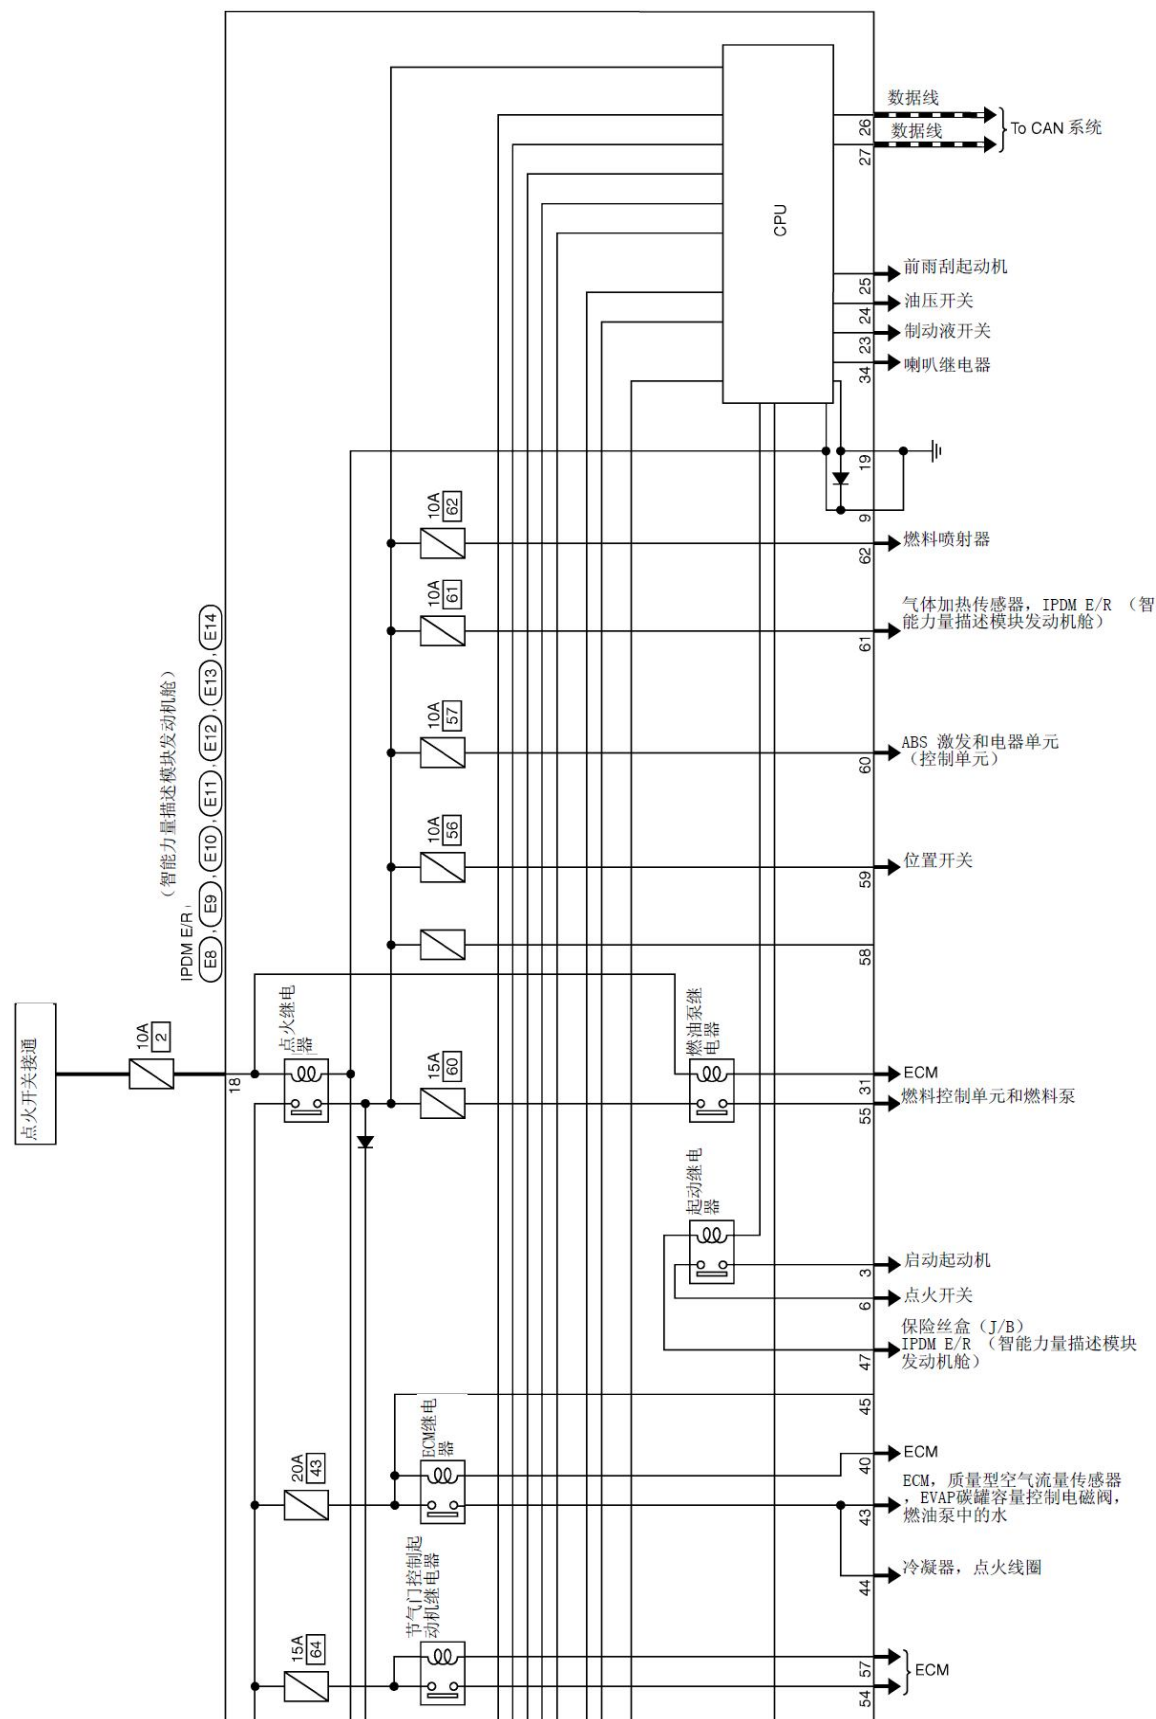 数据线
26
数据线
27
To CAN 系统
CPU
前雨刮起动机
25
油压开关
24
制动液开关
23
喇叭继电器
34
19
9
10A
62
燃料喷射器
62
10A
61
气体加热传感器，IPDM E/R （智
能力量描述模块发动机舱）
61
IPDM E/R
（智能力量描述模块发动机舱）
E8 , E9 , E10 , E11 , E12 , E13 , E14
10A
57
ABS 激发和电器单元
（控制单元）
60
10A
56
位置开关
59
58
点火开关接通
10A
2
18
点火继电
器
15A
60
燃油泵继
电器
ECM
31
燃料控制单元和燃料泵
55
起动继电
器
启动起动机
3
点火开关
6
保险丝盒（J/B）
IPDM E/R （智能力量描述模块
发动机舱）
47
45
20A
43
ECM继电
器
ECM
40
ECM，质量型空气流量传感器
，EVAP碳罐容量控制电磁阀，
燃油泵中的水
43
冷凝器，点火线圈
44
15A
64
节气门控制起
动机继电器
57
54
ECM